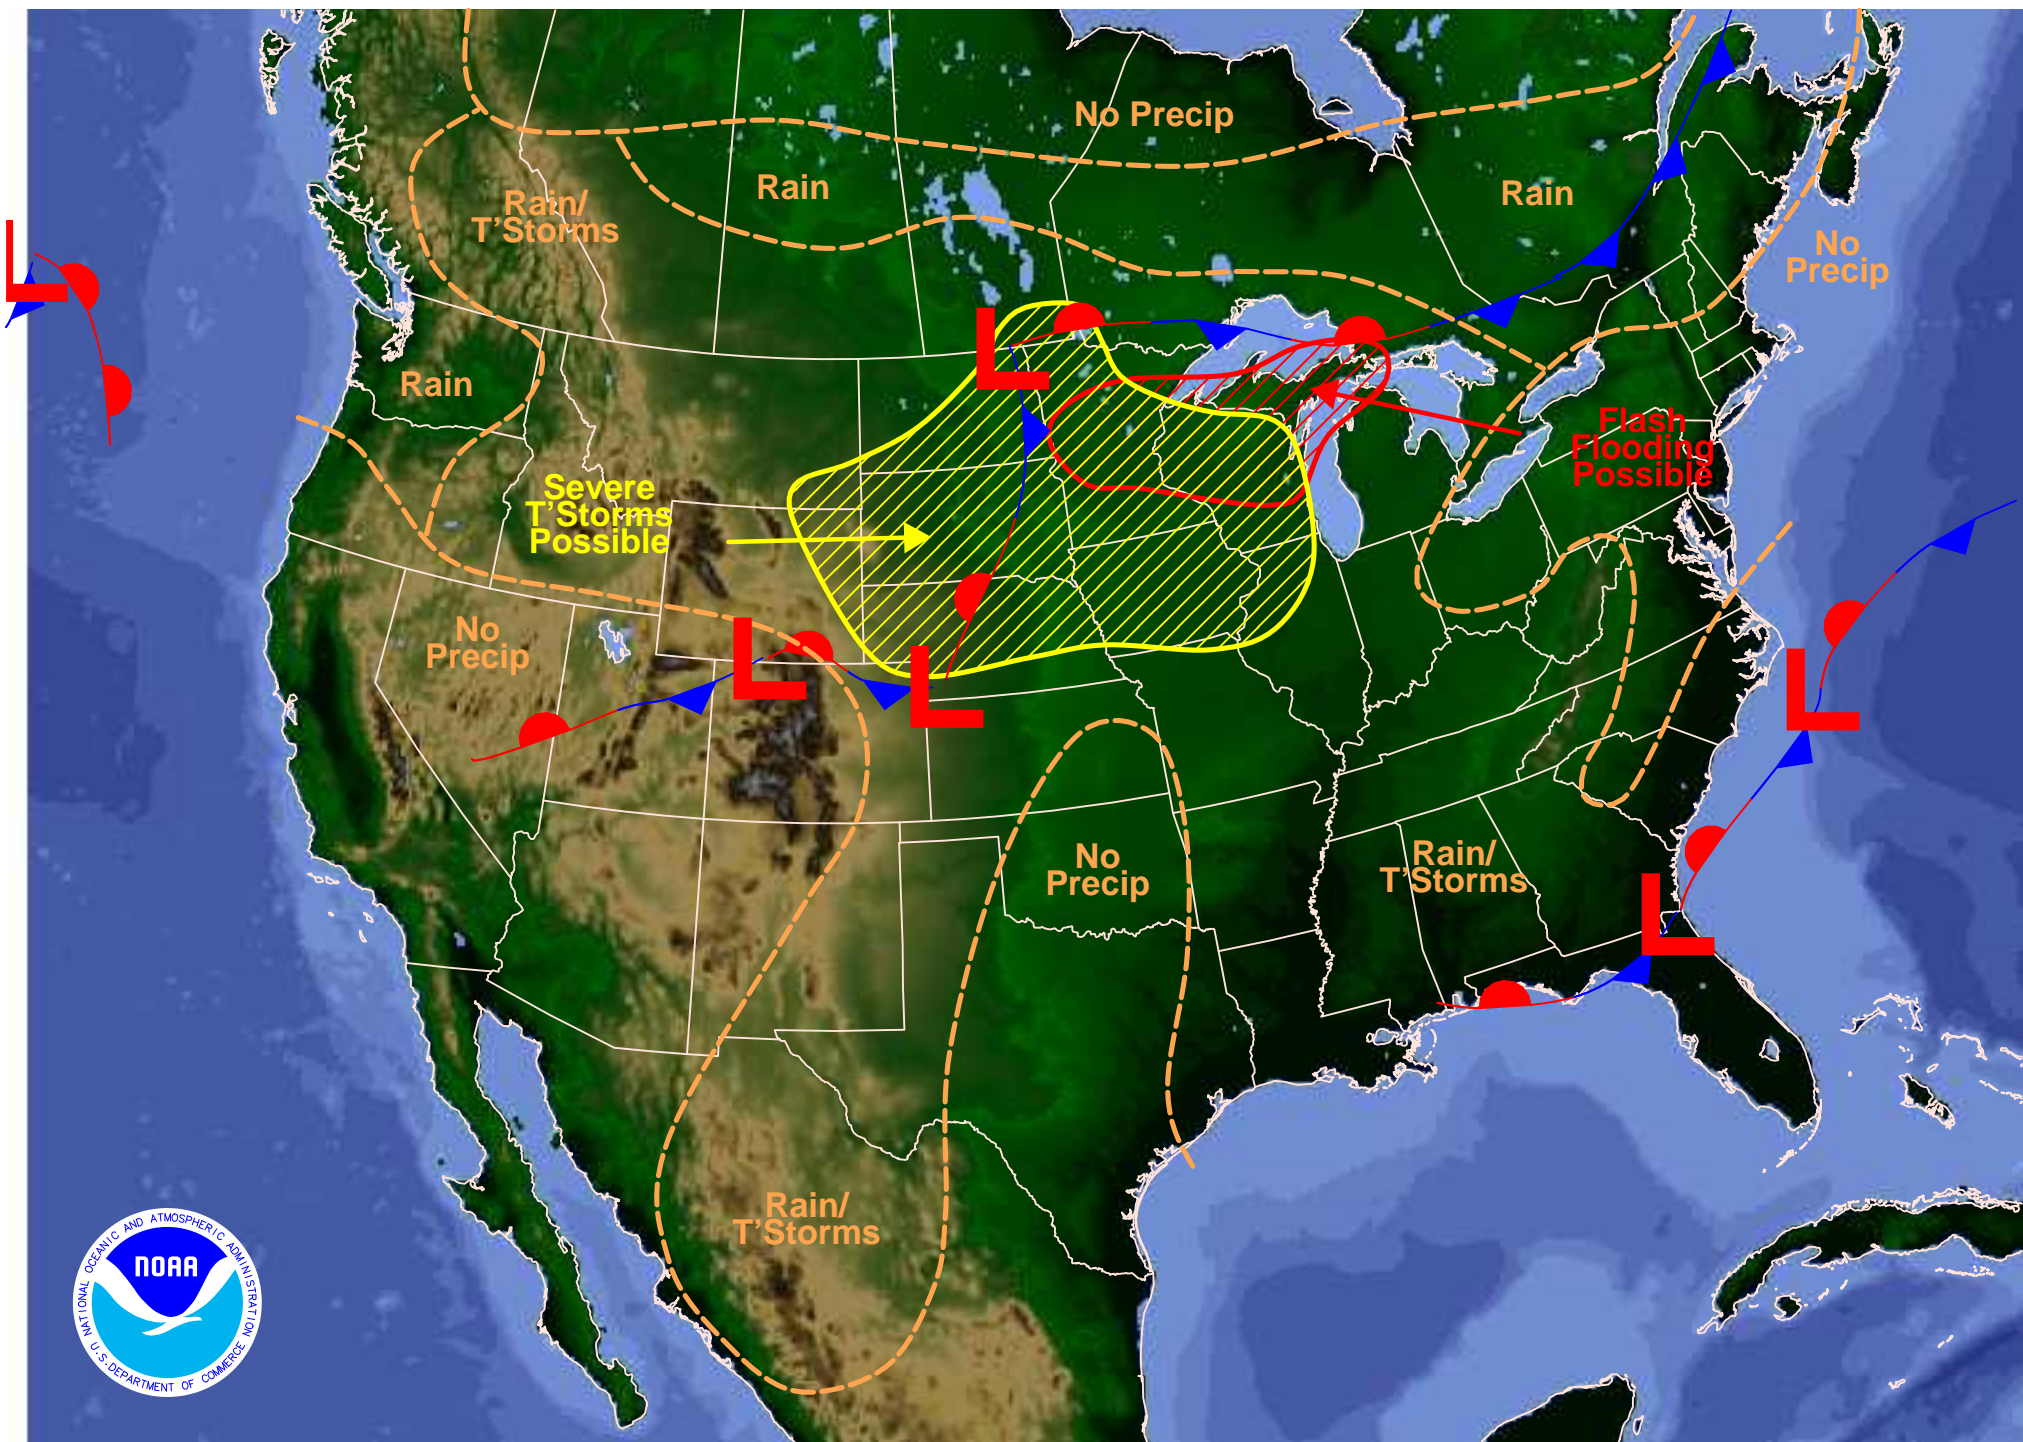 No Precip
Rain
Rain/
T'Storms
Rain
No
Precip
L
L
Rain
Flash
Flooding
Possible
Severe
T'Storms
Possible
No
Precip
L
L
L
No
Precip
Rain/
T'Storms
L
Rain/
T'Storms
NATIONAL OCEANIC AND ATMOSPHERIC ADMINISTRATION
NOAA
U.S. DEPARTMENT OF COMMERCE